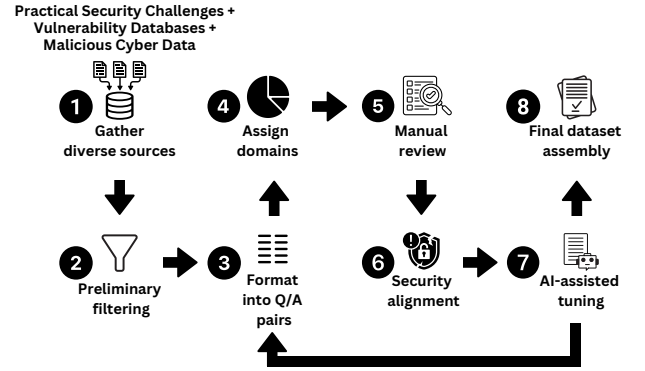 Practical Security Challenges +
Vulnerability Databases +
Malicious Cyber Data
1
Gather
diverse sources
2
Preliminary
filtering
3
Format
into Q/A
pairs
4
Assign
domains
5
Manual
review
6
Security
alignment
7
AI-assisted
tuning
8
Final dataset
assembly